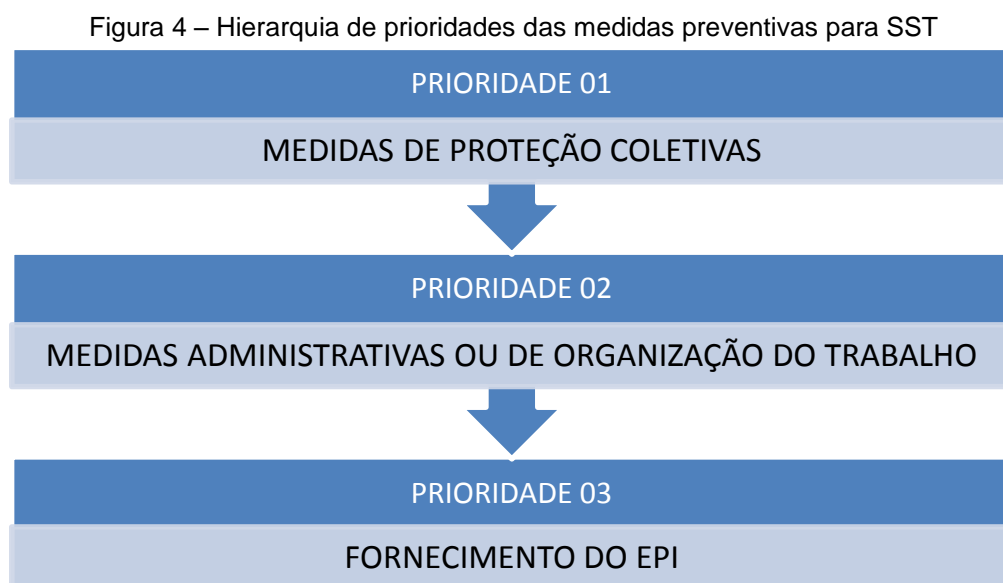 Figura 4 – Hierarquia de prioridades das medidas preventivas para SST
PRIORIDADE 01
MEDIDAS DE PROTEÇÃO COLETIVAS
PRIORIDADE 02
MEDIDAS ADMINISTRATIVAS OU DE ORGANIZAÇÃO DO TRABALHO
PRIORIDADE 03
FORNECIMENTO DO EPI